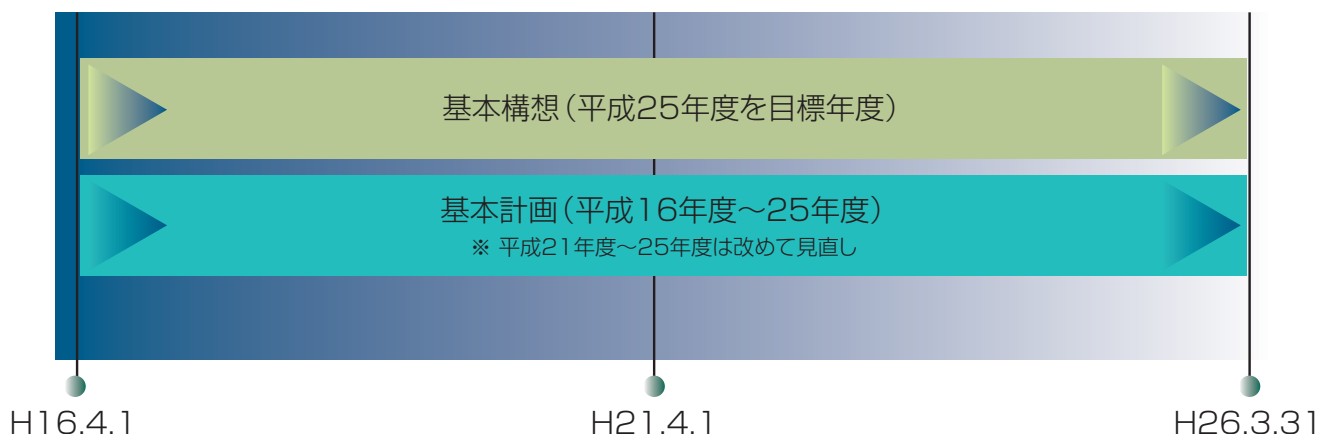 基本構想（平成25年度を目標年度）
基本計画（平成16年度～25年度）
※ 平成21年度～25年度は改めて見直し
H16.4.1
H21.4.1
H26.3.31